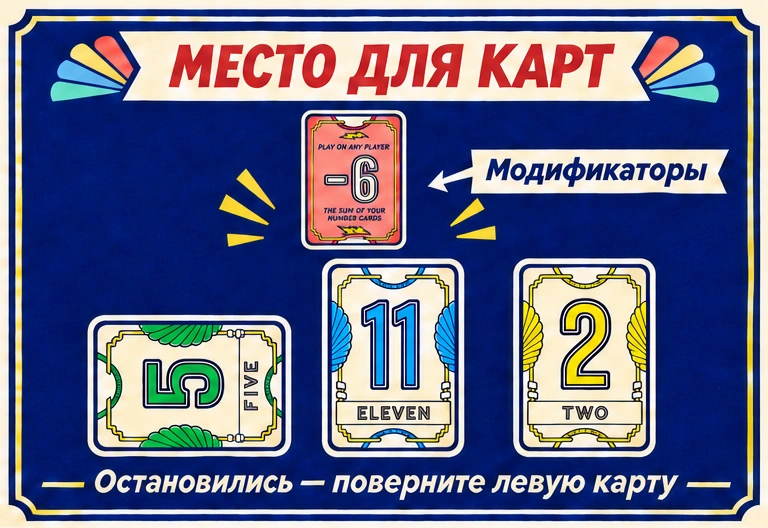 МЕСТО ДЛЯ КАРТ
PLAY ON ANY PLAYER
-6
THE SUM OF YOUR
NUMBER CARDS
Модификаторы
5
FIVE
11
ELEVEN
2
TWO
Остановились — поверните левую карту